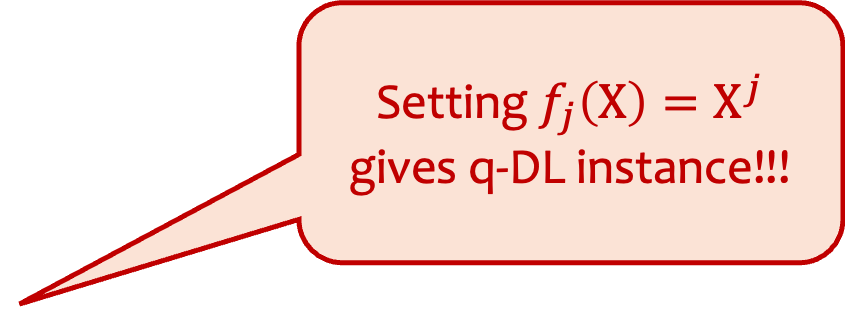 Setting f_j(X) = X^j
gives q-DL instance!!!